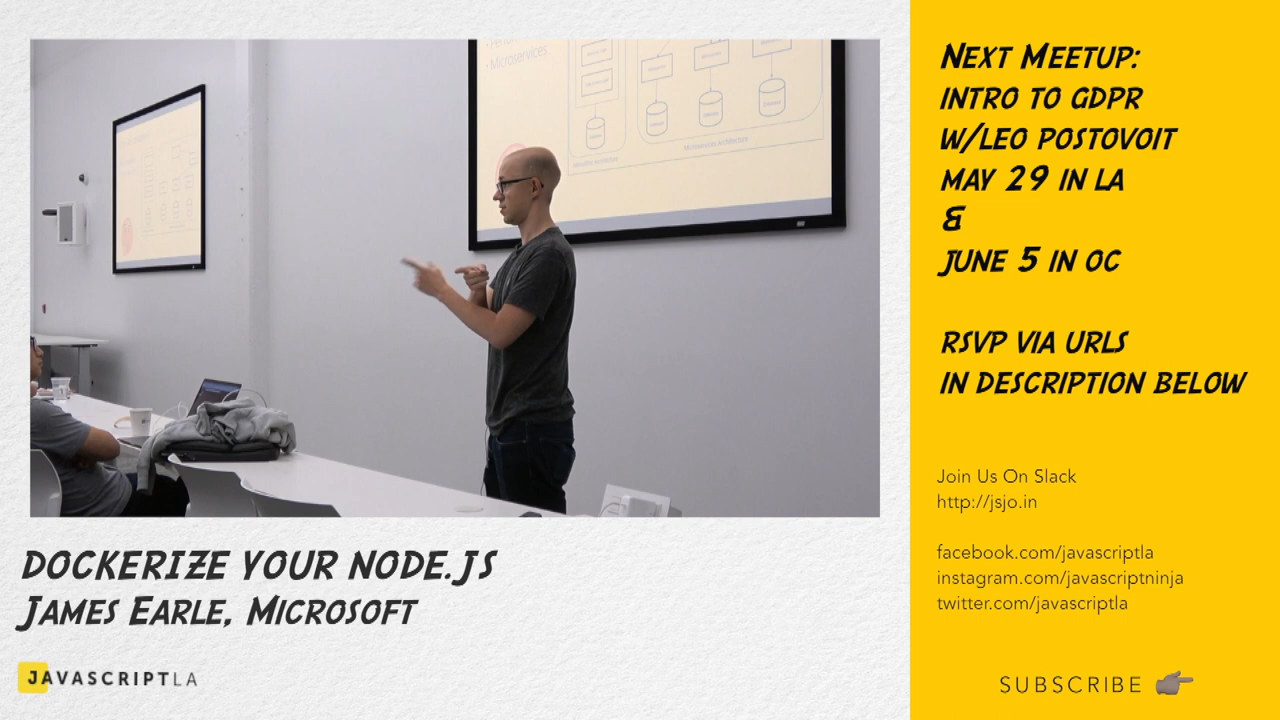 Microservices
Microservices Architecture
NEXT MEETUP:
INTRO TO GDPR
W/LEO POSTOVOIT
MAY 29 IN LA
&
JUNE 5 IN OC
RSVP VIA URLS
IN DESCRIPTION BELOW
Join Us On Slack
http://jsjo.in
facebook.com/javascriptla
instagram.com/javascriptninja
twitter.com/javascriptla
SUBSCRIBE
DOCKERIZE YOUR NODE.JS
JAMES EARLE, MICROSOFT
JAVASCRIPTLA